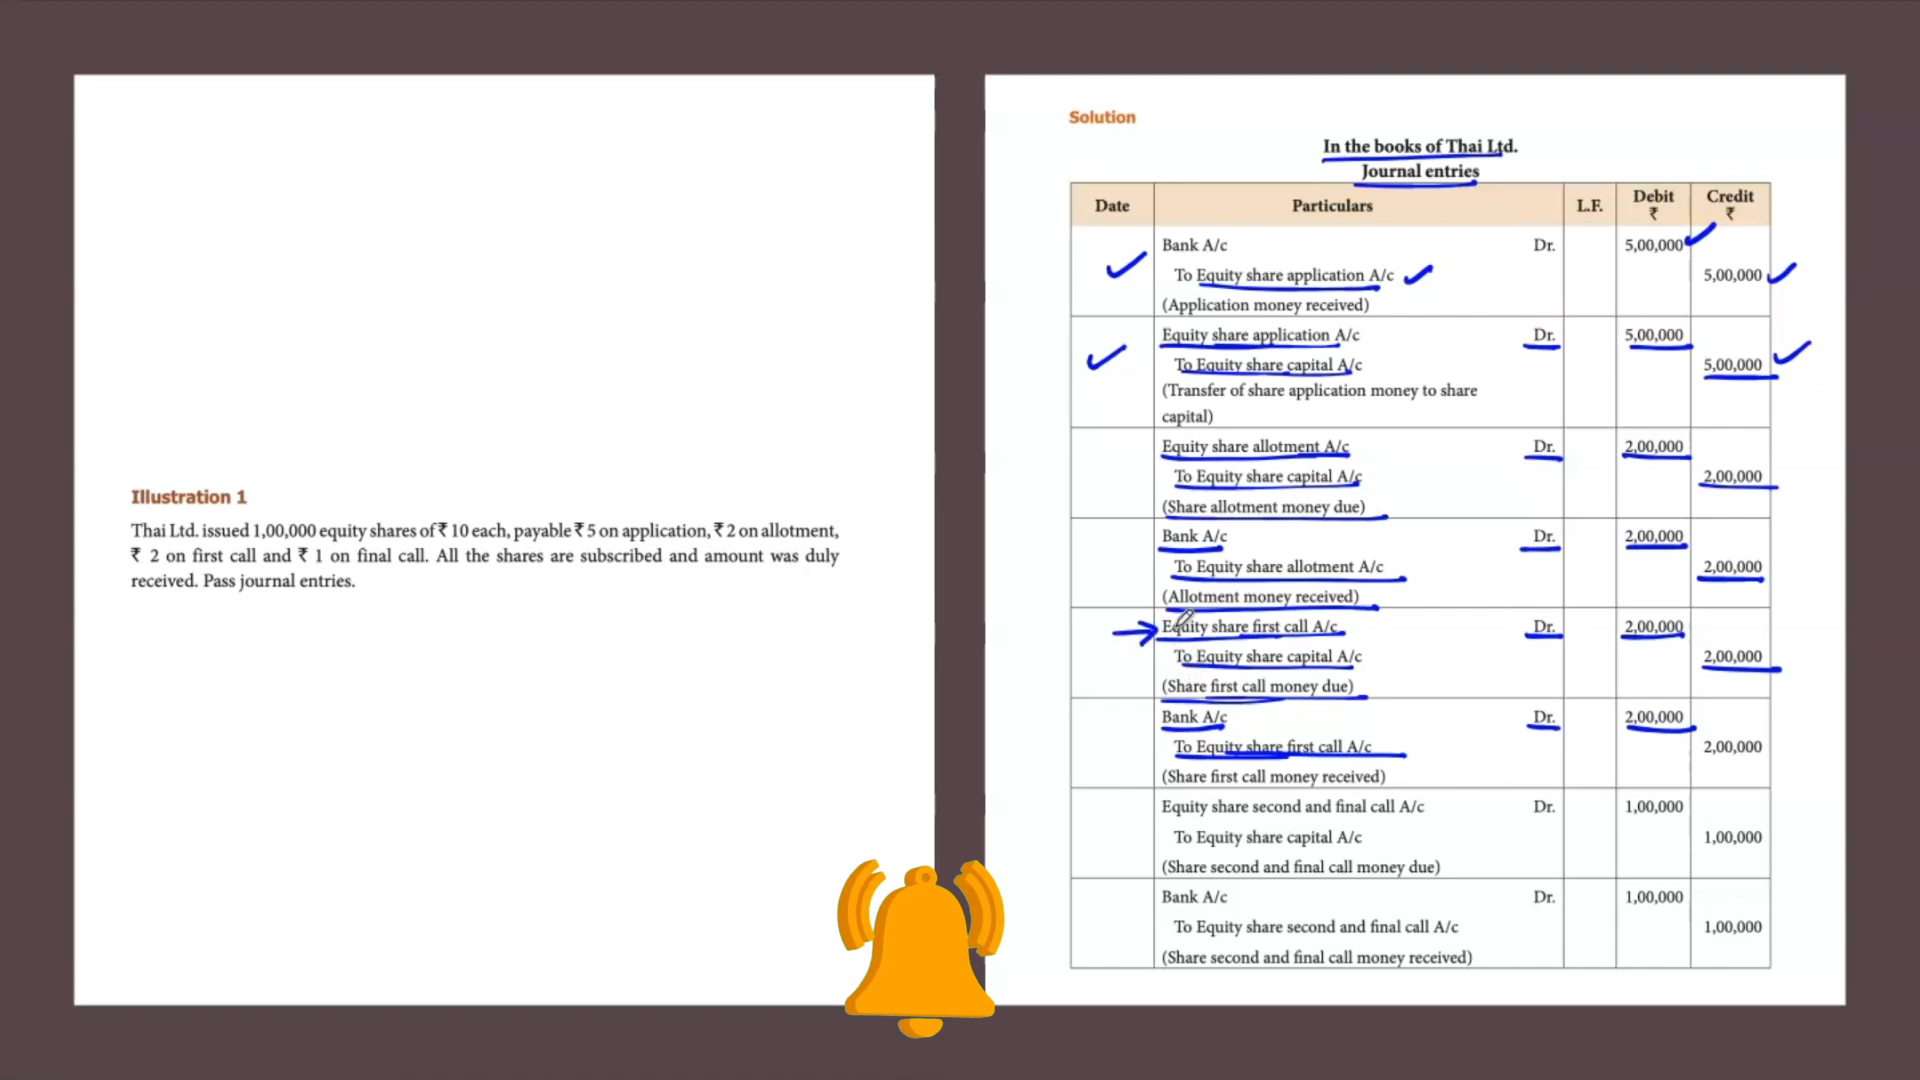 Illustration 1
Thai Ltd. issued 1,00,000 equity shares of ₹ 10 each, payable ₹ 5 on application, ₹ 2 on allotment,
₹ 2 on first call and ₹ 1 on final call. All the shares are subscribed and amount was duly
received. Pass journal entries.
Solution
In the books of Thai Ltd.
Journal entries
Date Particulars L.F. Debit ₹ Credit ₹
Bank A/c Dr. 5,00,000
To Equity share application A/c 5,00,000
(Application money received)
Equity share application A/c Dr. 5,00,000
To Equity share capital A/c 5,00,000
(Transfer of share application money to share
capital)
Equity share allotment A/c Dr. 2,00,000
To Equity share capital A/c 2,00,000
(Share allotment money due)
Bank A/c Dr. 2,00,000
To Equity share allotment A/c 2,00,000
(Allotment money received)
Equity share first call A/c Dr. 2,00,000
To Equity share capital A/c 2,00,000
(Share first call money due)
Bank A/c Dr. 2,00,000
To Equity share first call A/c 2,00,000
(Share first call money received)
Equity share second and final call A/c Dr. 1,00,000
To Equity share capital A/c 1,00,000
(Share second and final call money due)
Bank A/c Dr. 1,00,000
To Equity share second and final call A/c 1,00,000
(Share second and final call money received)